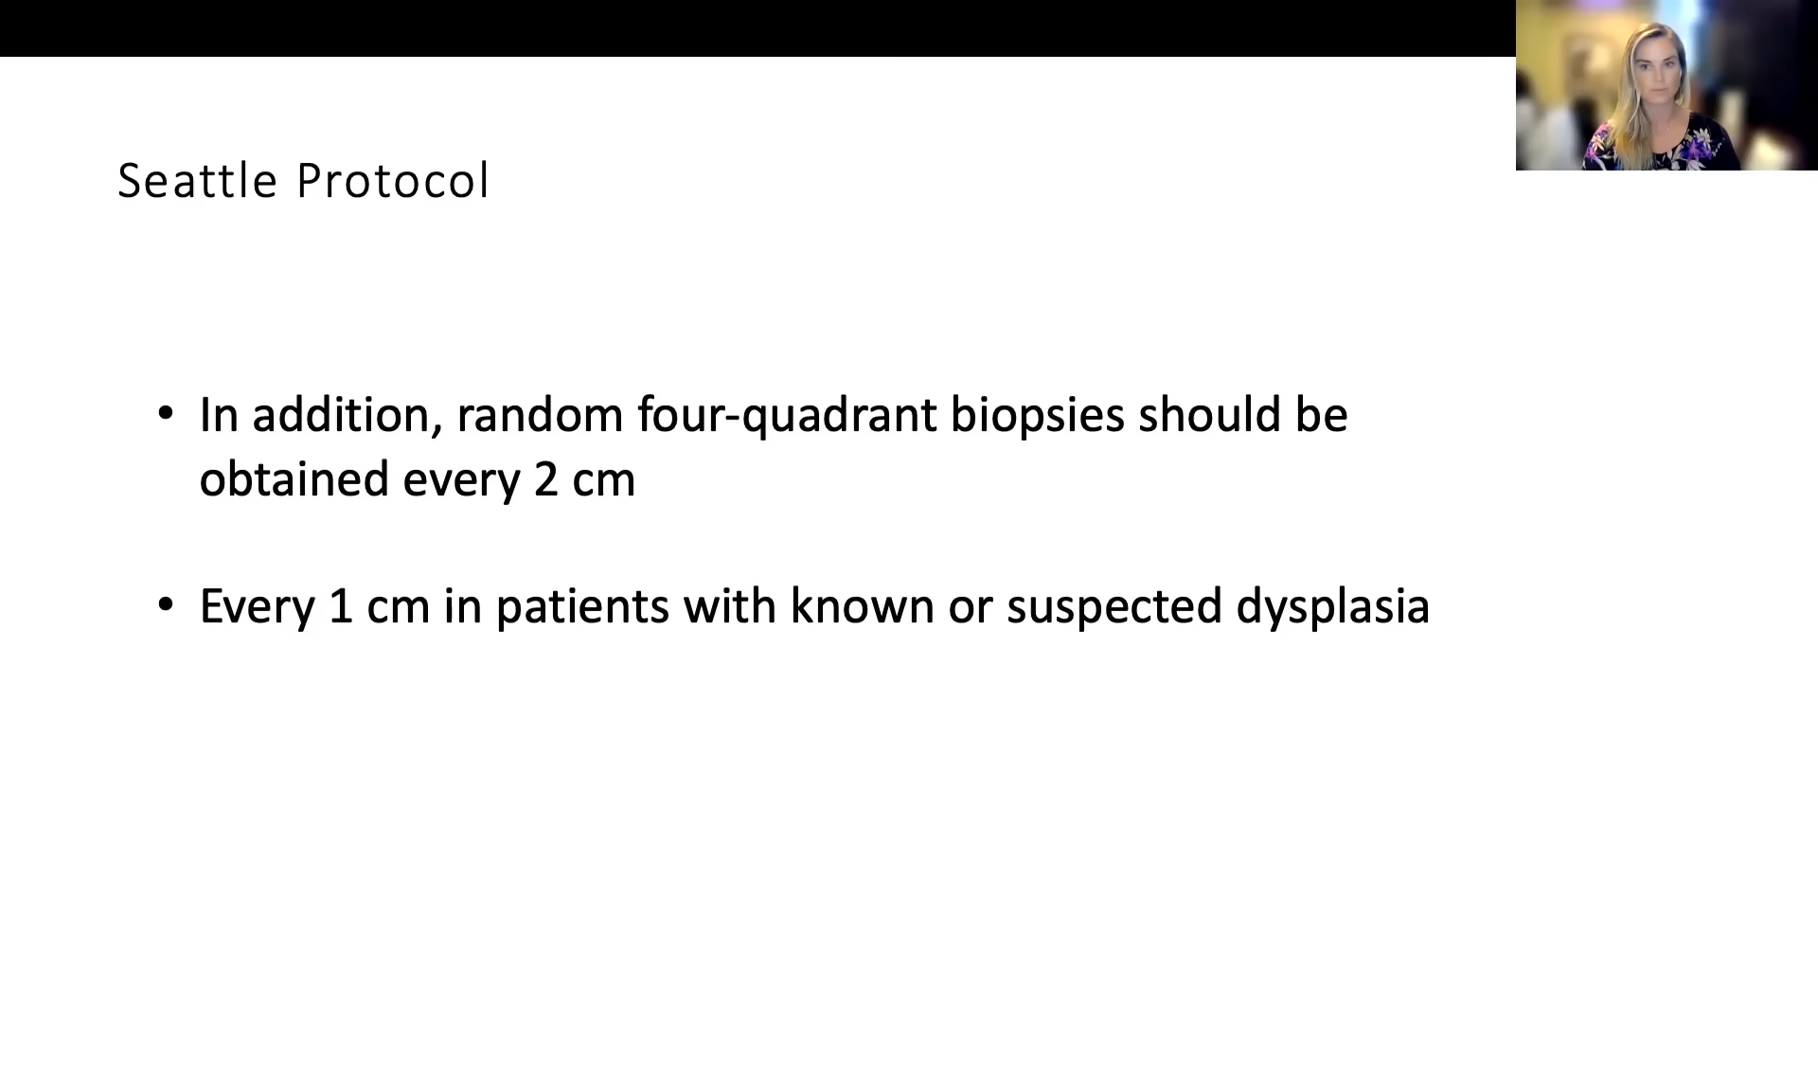 Seattle Protocol
• In addition, random four-quadrant biopsies should be
obtained every 2 cm
• Every 1 cm in patients with known or suspected dysplasia